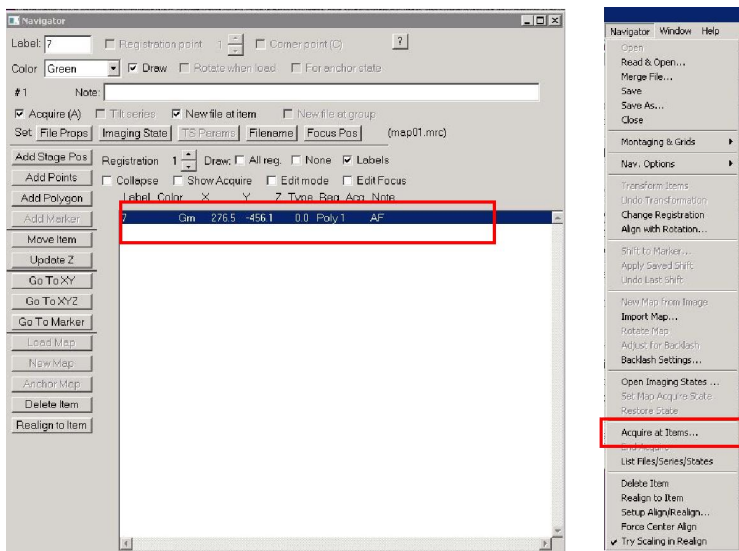 Navigator
Label: 7 Registration point 1 Corner point (C) ?
Color Green Draw Rotate when load For anchor state
# 1 Note:
Acquire (A) Tilt series New file at item New file at group
Set: File Props Imaging State TS Params Filename Focus Pos (map01.mrc)
Add Stage Pos Registration 1 Draw: All reg. None Labels
Add Points Collapse Show Acquire Edit mode Edit Focus
Add Polygon Label Color X Y Z Type Reg. Acq. Note
Add Marker 7 Grn 276.5 -456.1 0.0 Poly 1 AF
Move Item
Update Z
Go To XY
Go To XYZ
Go To Marker
Load Map
New Map
Anchor Map
Delete Item
Realign to Item
Navigator Window Help
Open
Read & Open...
Merge File...
Save
Save As...
Close
Montaging & Grids
Nav. Options
Transform Items
Undo Transformation
Change Registration
Align with Rotation...
Shift to Marker...
Apply Saved Shift
Undo Last Shift
New Map from Image
Import Map...
Rotate Map
Adjust for Backlash
Backlash Settings...
Open Imaging States ...
Set Map Acquire State
Restore State
Acquire at Items...
End Acquire
List Files/Series/States
Delete Item
Realign to Item
Setup Align/Realign...
Force Center Align
Try Scaling in Realign